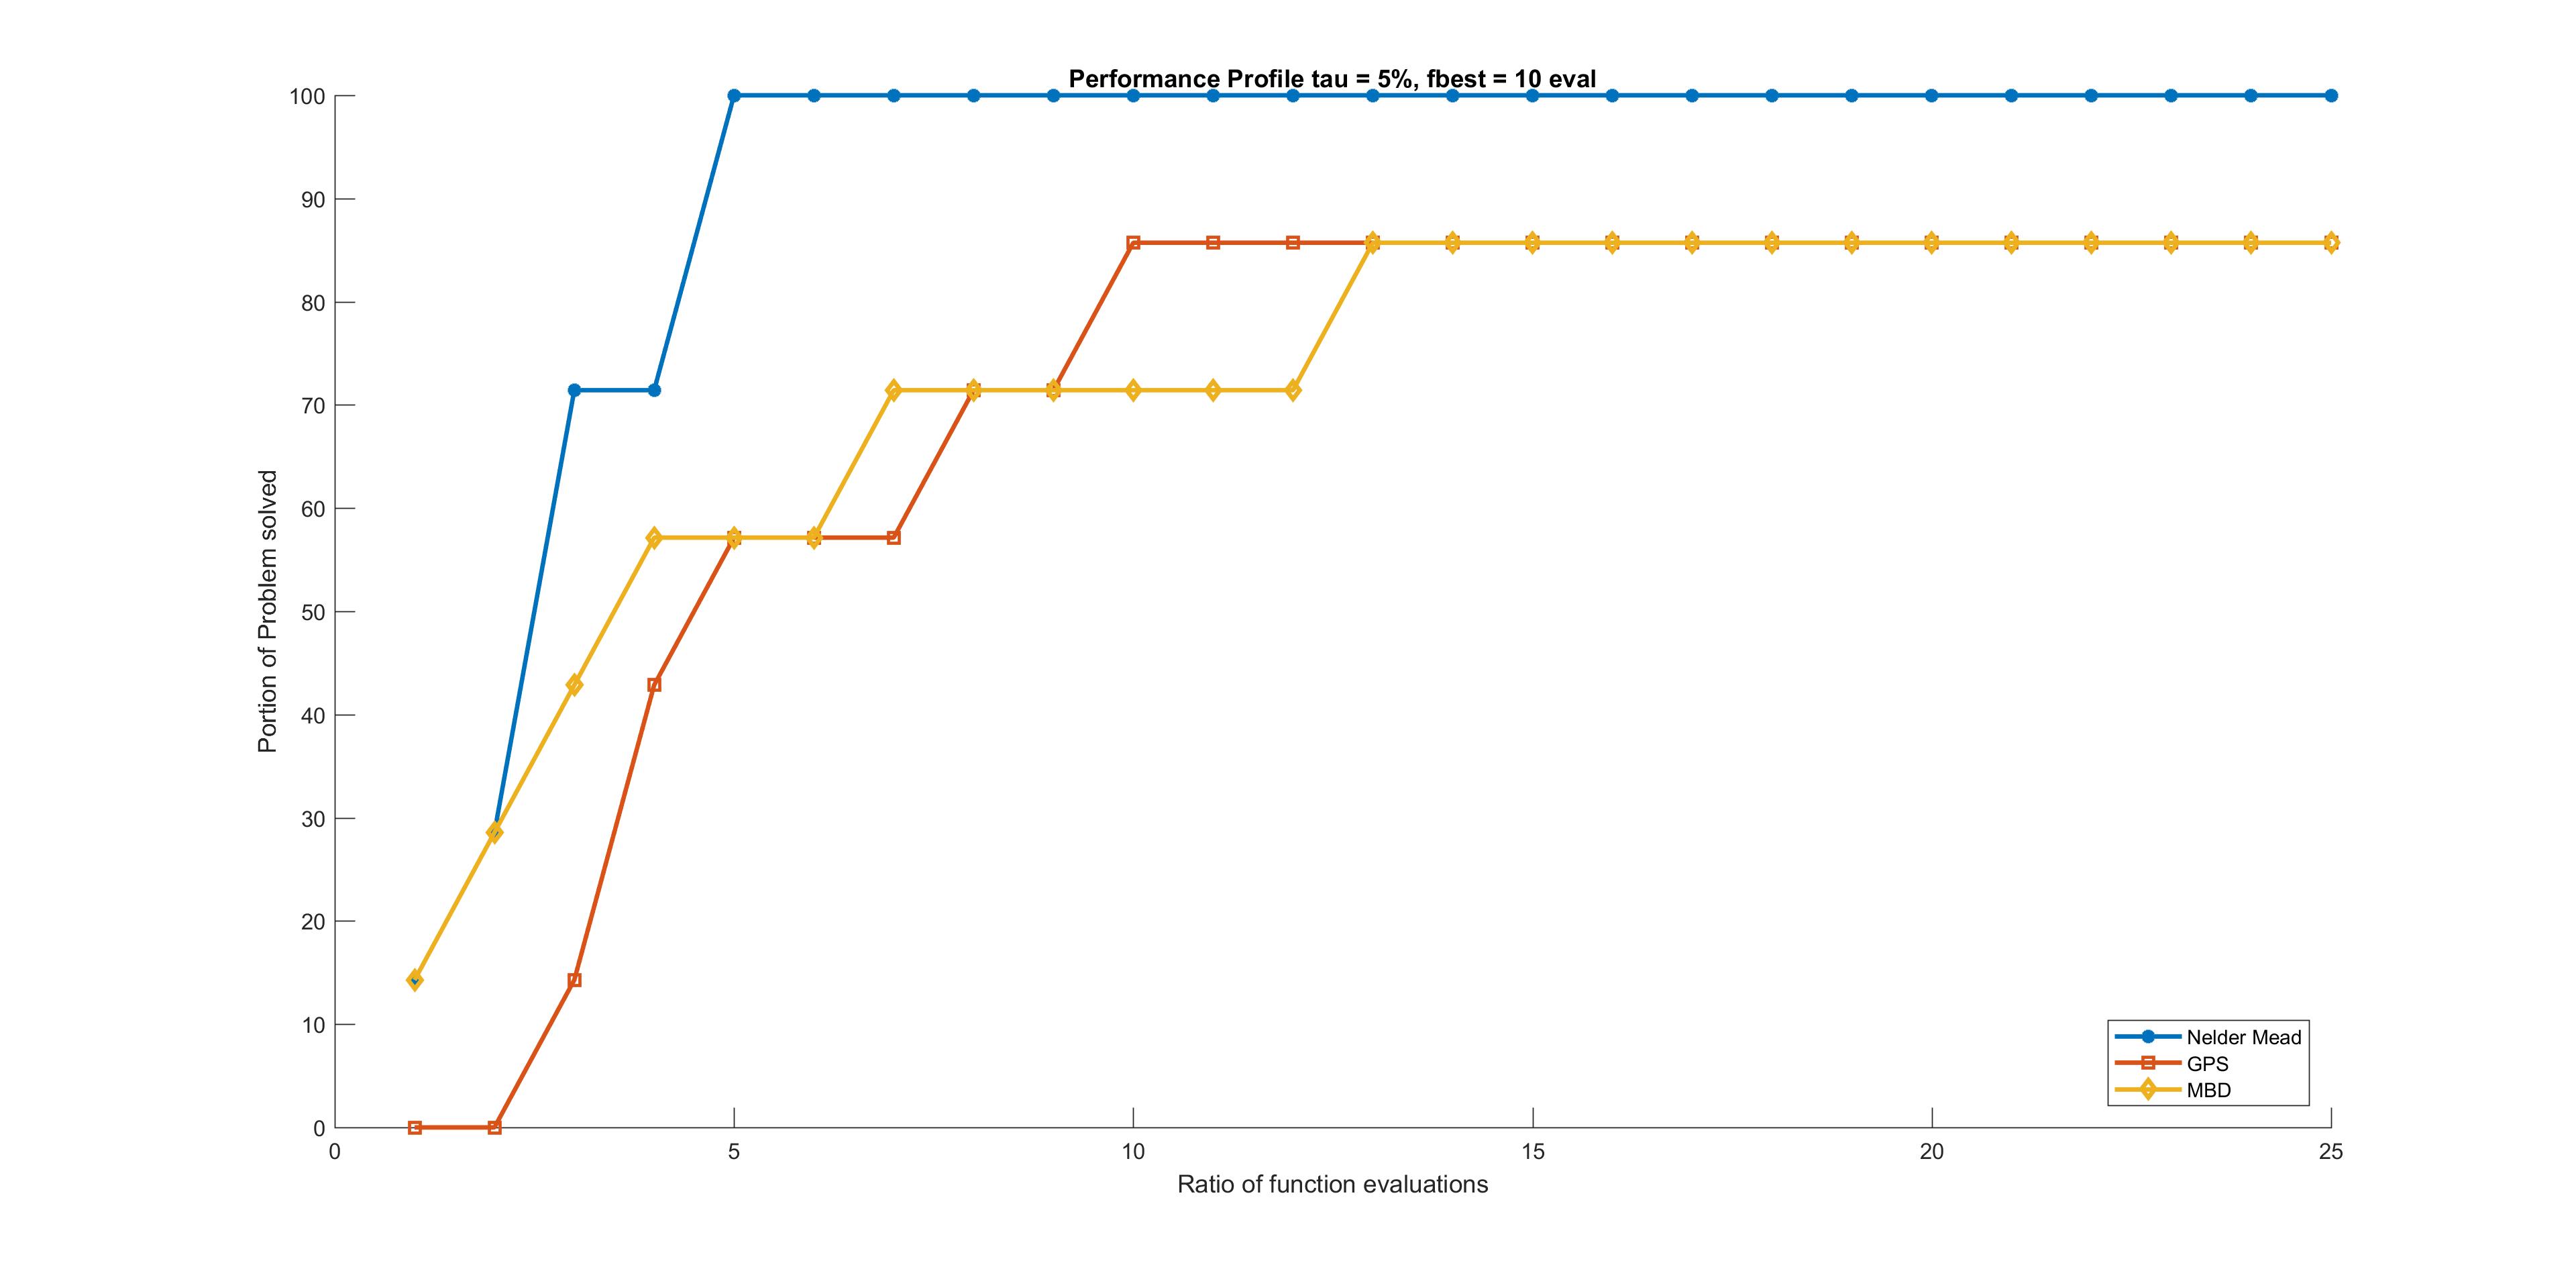 Performance Profile tau = 5%, fbest = 10 eval
100
90
80
70
60
50
40
30
20
10
0
Portion of Problem solved
0 5 10 15 20 25
Ratio of function evaluations
Nelder Mead
GPS
MBD